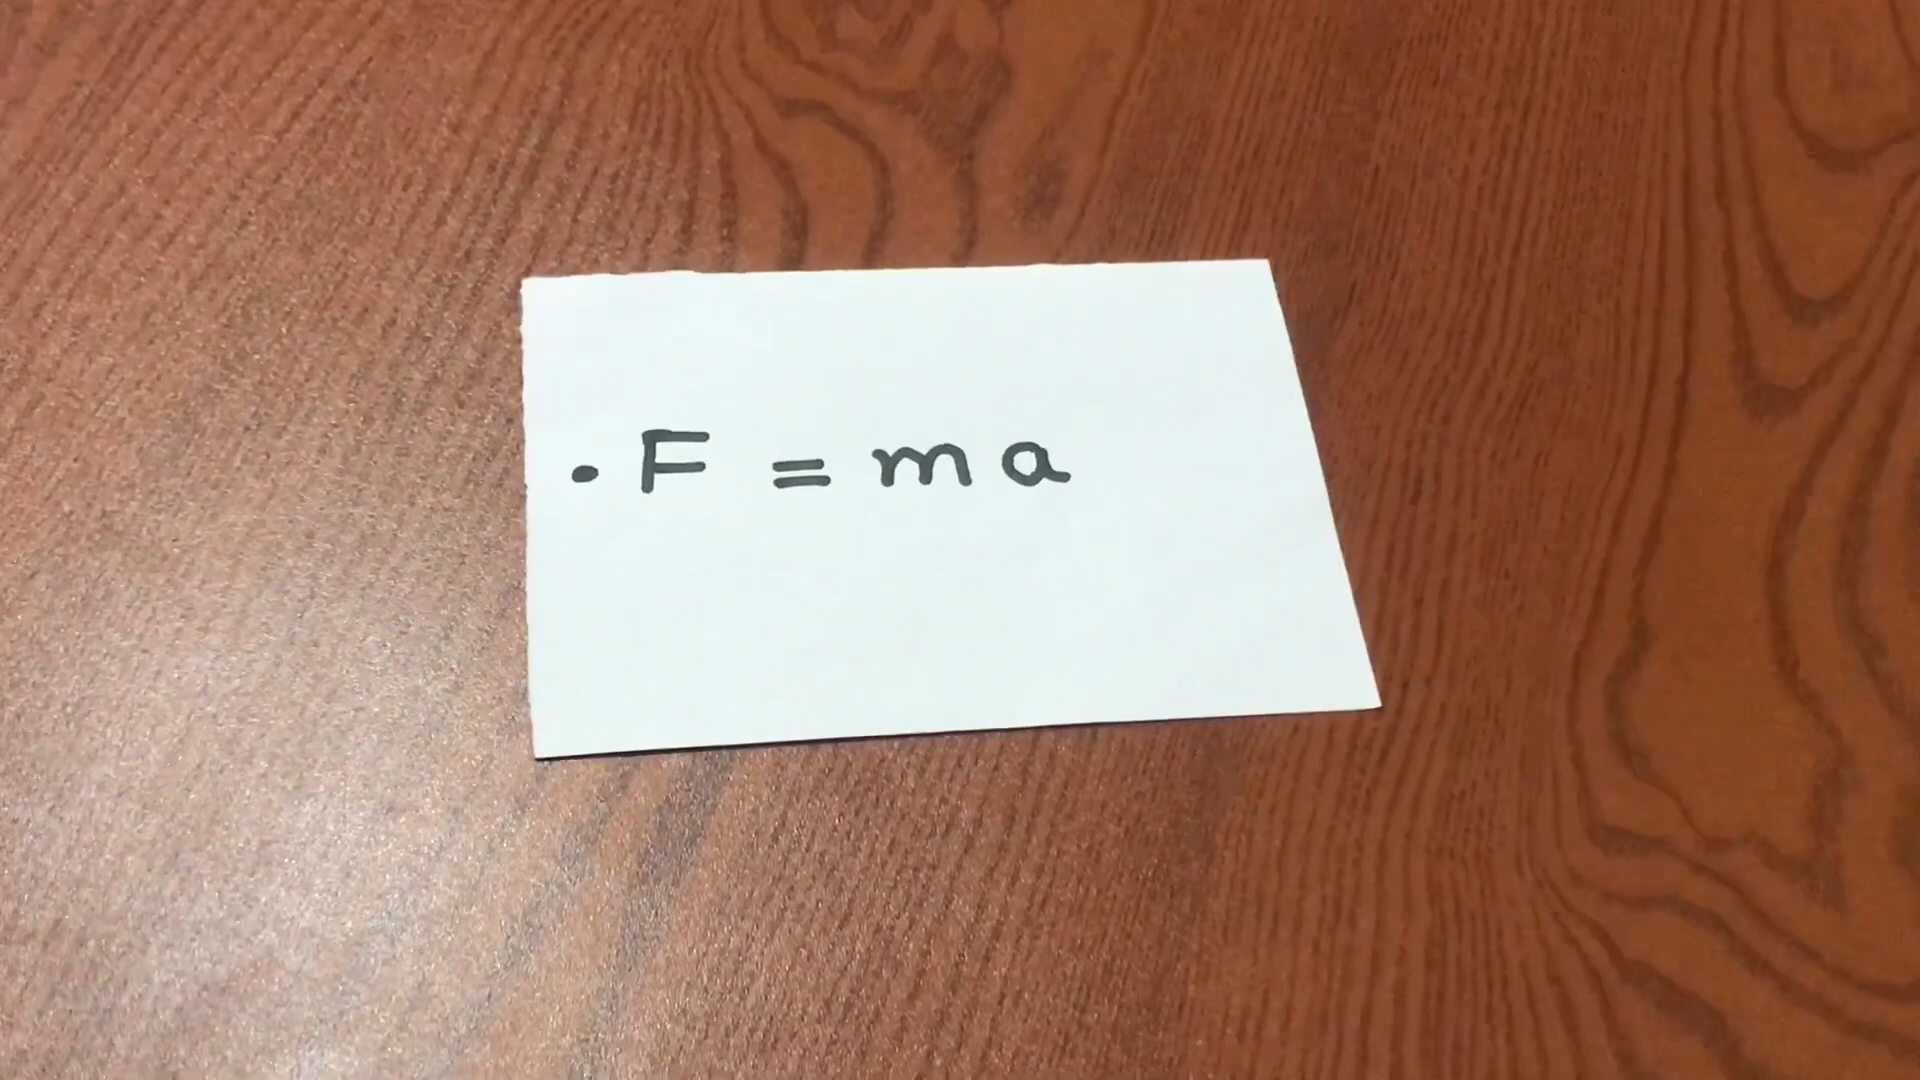 • F = ma